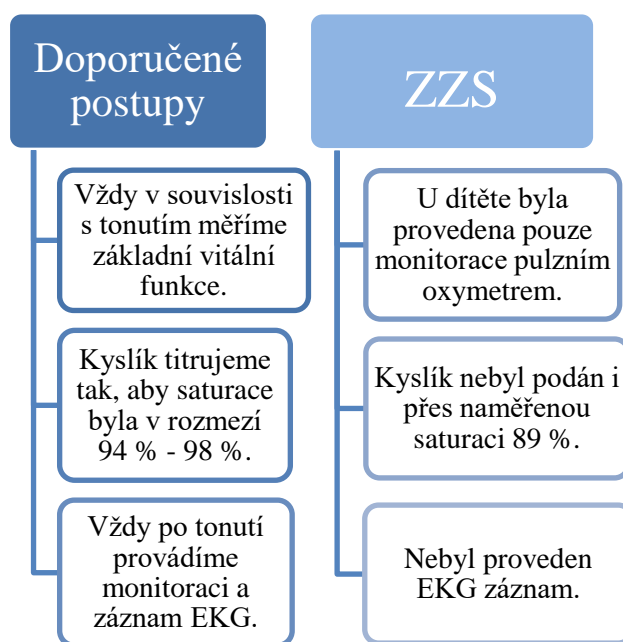 Doporučené
postupy
Vždy v souvislosti
s tonutím měříme
základní vitální
funkce.
Kyslík titrujeme
tak, aby saturace
byla v rozmezí
94 % - 98 %.
Vždy po tonutí
provádíme
monitoraci a
záznam EKG.
ZZS
U dítěte byla
provedena pouze
monitorace pulzním
oxymetrem.
Kyslík nebyl podán i
přes naměřenou
saturaci 89 %.
Nebyl proveden
EKG záznam.